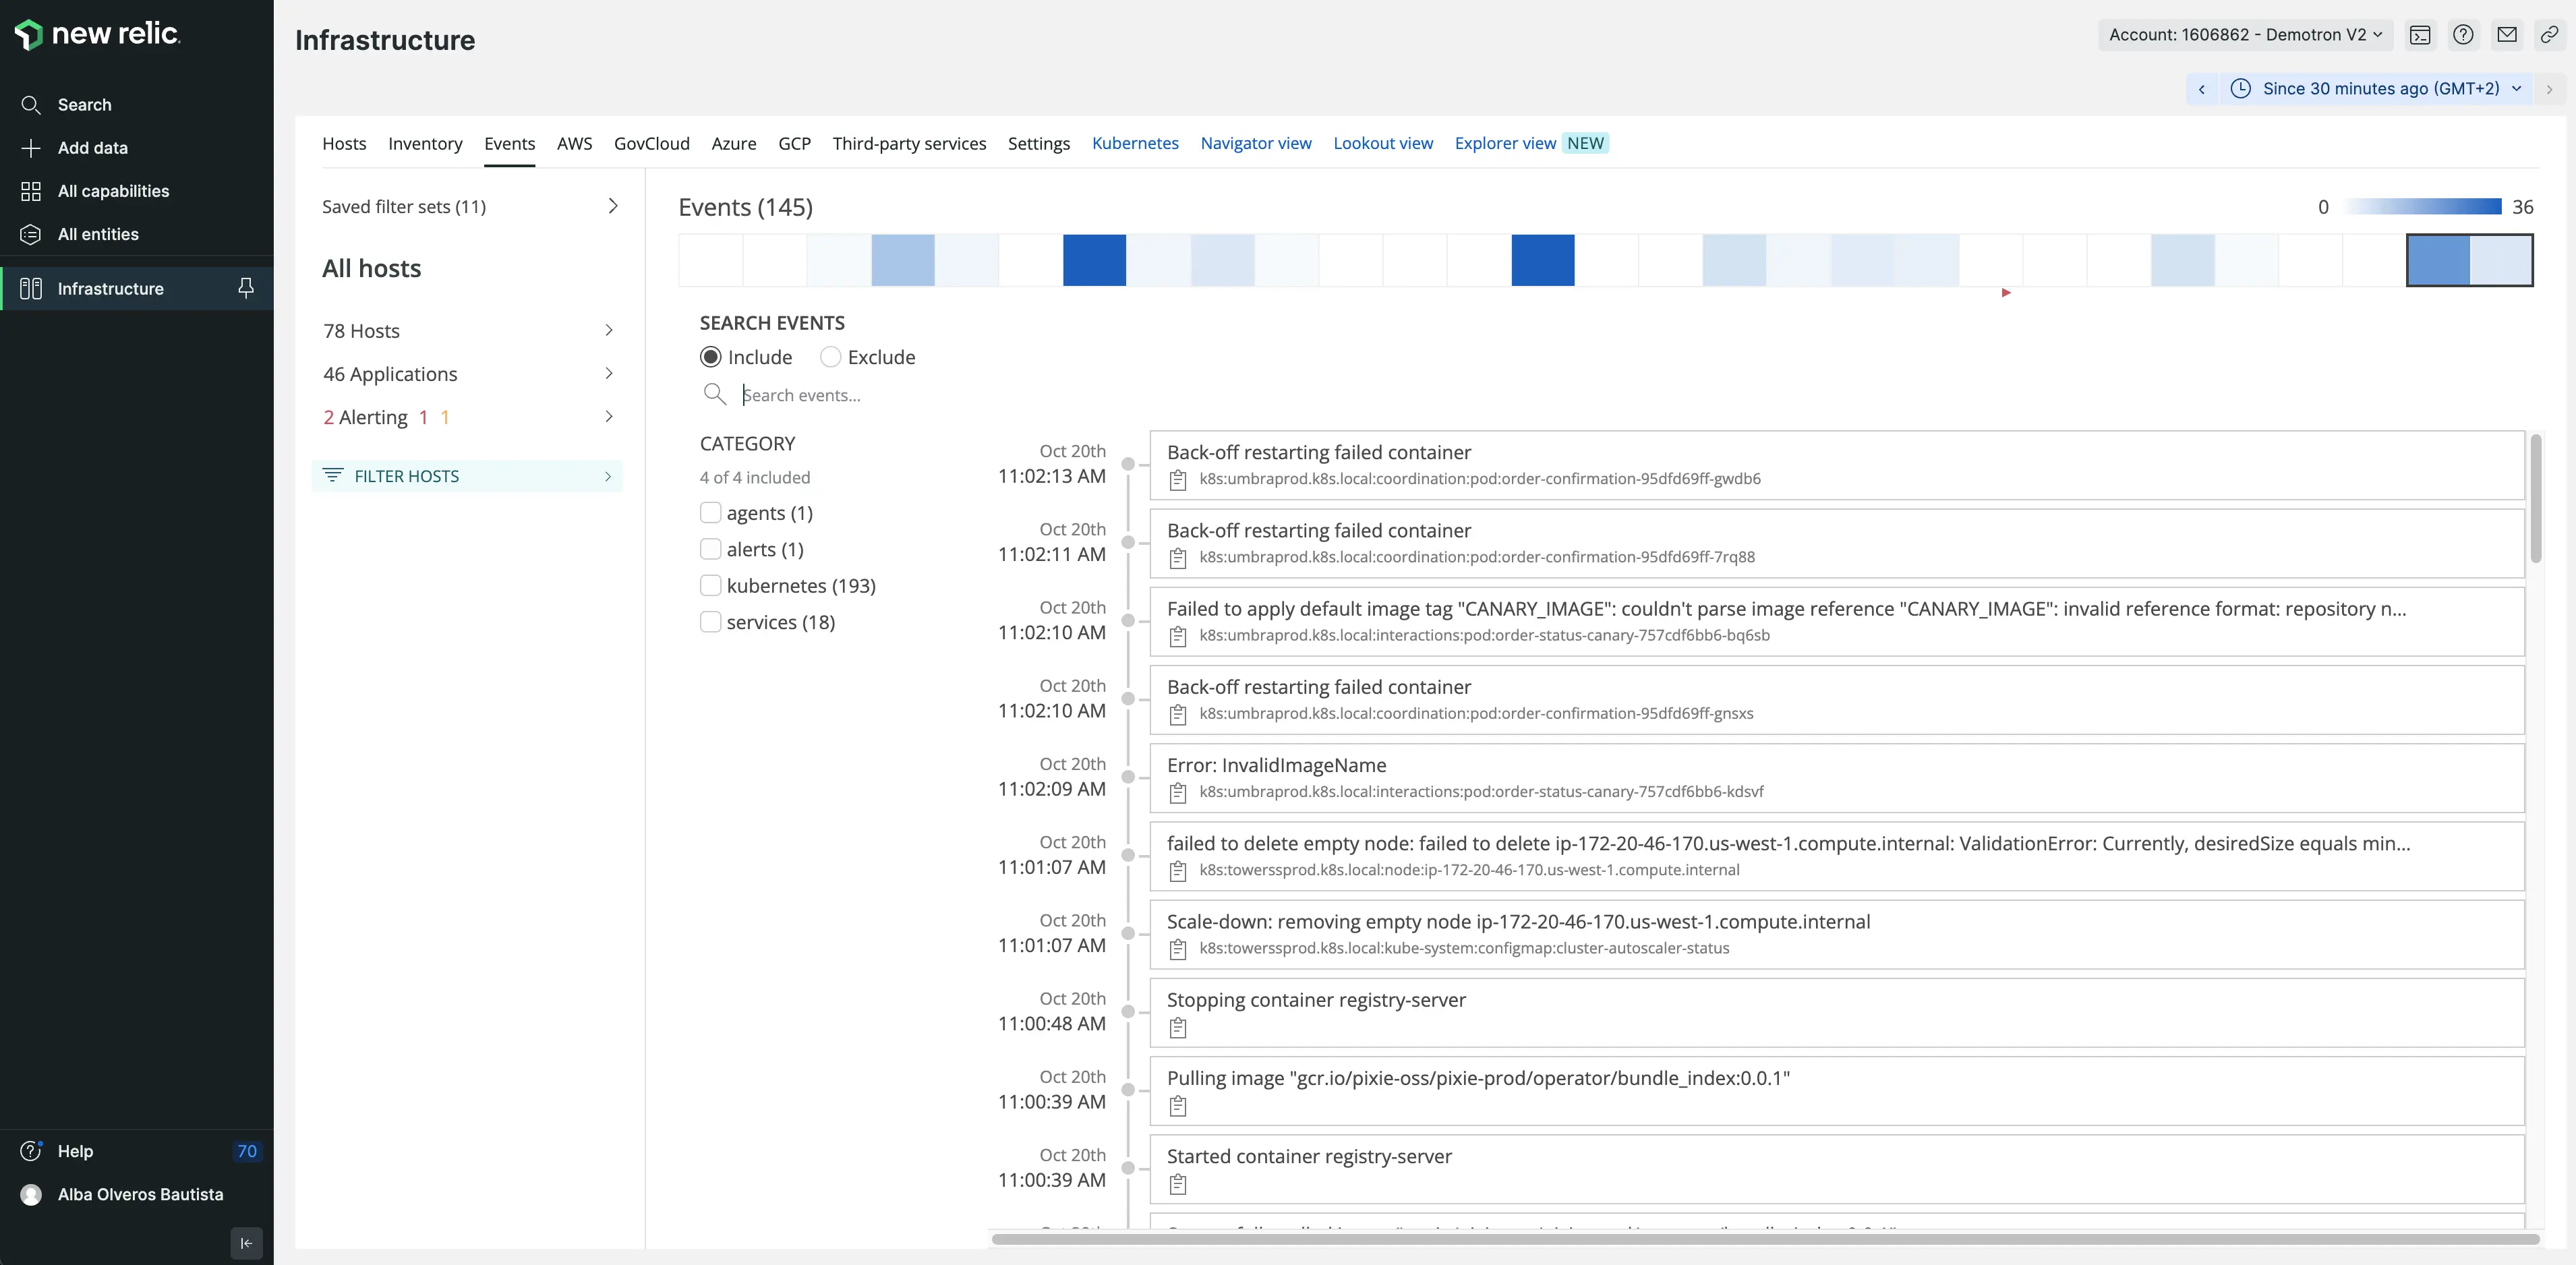 new relic.
Search
Add data
All capabilities
All entities
Infrastructure
Help 70
Alba Olveros Bautista
Infrastructure
Account: 1606862 - Demotron V2
Since 30 minutes ago (GMT+2)
Hosts Inventory Events AWS GovCloud Azure GCP Third-party services Settings Kubernetes Navigator view Lookout view Explorer view NEW
Saved filter sets (11)
All hosts
78 Hosts
46 Applications
2 Alerting 1 1
FILTER HOSTS
Events (145)
0 36
SEARCH EVENTS
Include Exclude
Search events...
CATEGORY
4 of 4 included
agents (1)
alerts (1)
kubernetes (193)
services (18)
Oct 20th
11:02:13 AM
Back-off restarting failed container
k8s:umbraprod.k8s.local:coordination:pod:order-confirmation-95dfd69ff-gwdb6
Oct 20th
11:02:11 AM
Back-off restarting failed container
k8s:umbraprod.k8s.local:coordination:pod:order-confirmation-95dfd69ff-7rq88
Oct 20th
11:02:10 AM
Failed to apply default image tag "CANARY_IMAGE": couldn't parse image reference "CANARY_IMAGE": invalid reference format: repository n...
k8s:umbraprod.k8s.local:interactions:pod:order-status-canary-757cdf6bb6-bq6sb
Oct 20th
11:02:10 AM
Back-off restarting failed container
k8s:umbraprod.k8s.local:coordination:pod:order-confirmation-95dfd69ff-gnsxs
Oct 20th
11:02:09 AM
Error: InvalidImageName
k8s:umbraprod.k8s.local:interactions:pod:order-status-canary-757cdf6bb6-kdsvf
Oct 20th
11:01:07 AM
failed to delete empty node: failed to delete ip-172-20-46-170.us-west-1.compute.internal: ValidationError: Currently, desiredSize equals min...
k8s:towerssprod.k8s.local:node:ip-172-20-46-170.us-west-1.compute.internal
Oct 20th
11:01:07 AM
Scale-down: removing empty node ip-172-20-46-170.us-west-1.compute.internal
k8s:towerssprod.k8s.local:kube-system:configmap:cluster-autoscaler-status
Oct 20th
11:00:48 AM
Stopping container registry-server
Oct 20th
11:00:39 AM
Pulling image "gcr.io/pixie-oss/pixie-prod/operator/bundle_index:0.0.1"
Oct 20th
11:00:39 AM
Started container registry-server